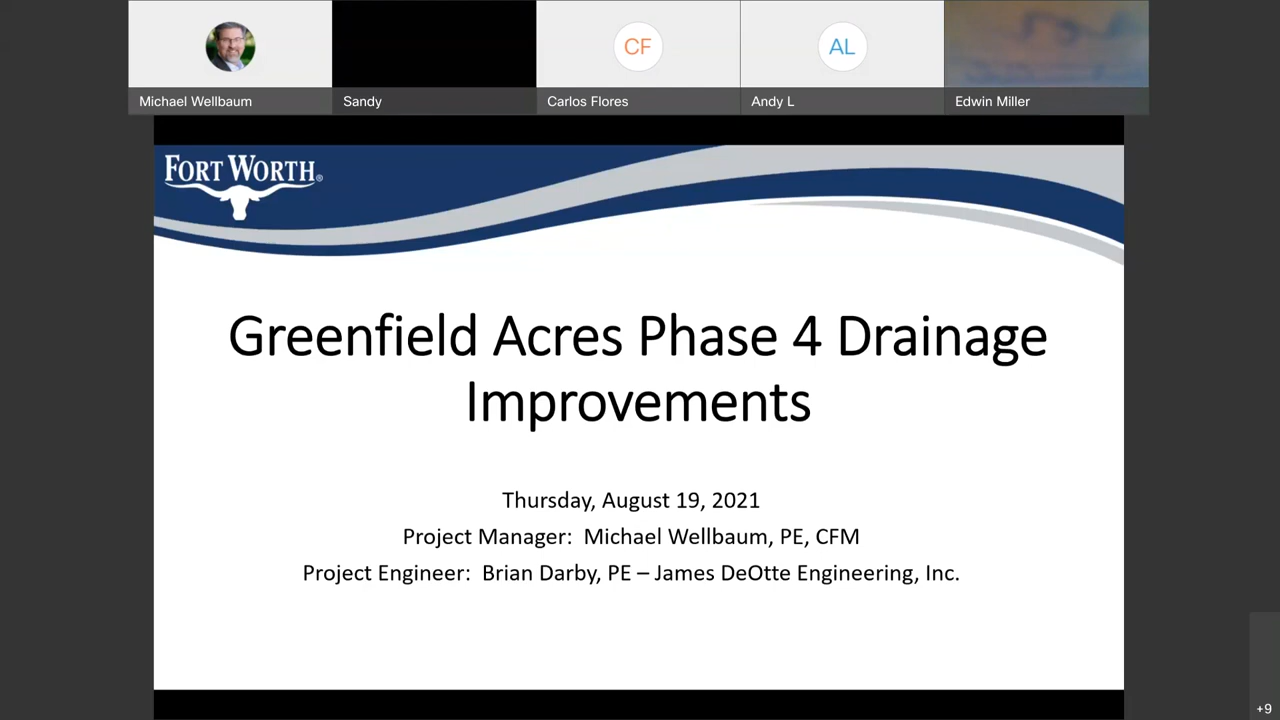 CF
AL
Michael Wellbaum
Sandy
Carlos Flores
Andy L
Edwin Miller
FORT WORTH®
Greenfield Acres Phase 4 Drainage
Improvements
Thursday, August 19, 2021
Project Manager:  Michael Wellbaum, PE, CFM
Project Engineer:  Brian Darby, PE – James DeOtte Engineering, Inc.
+9